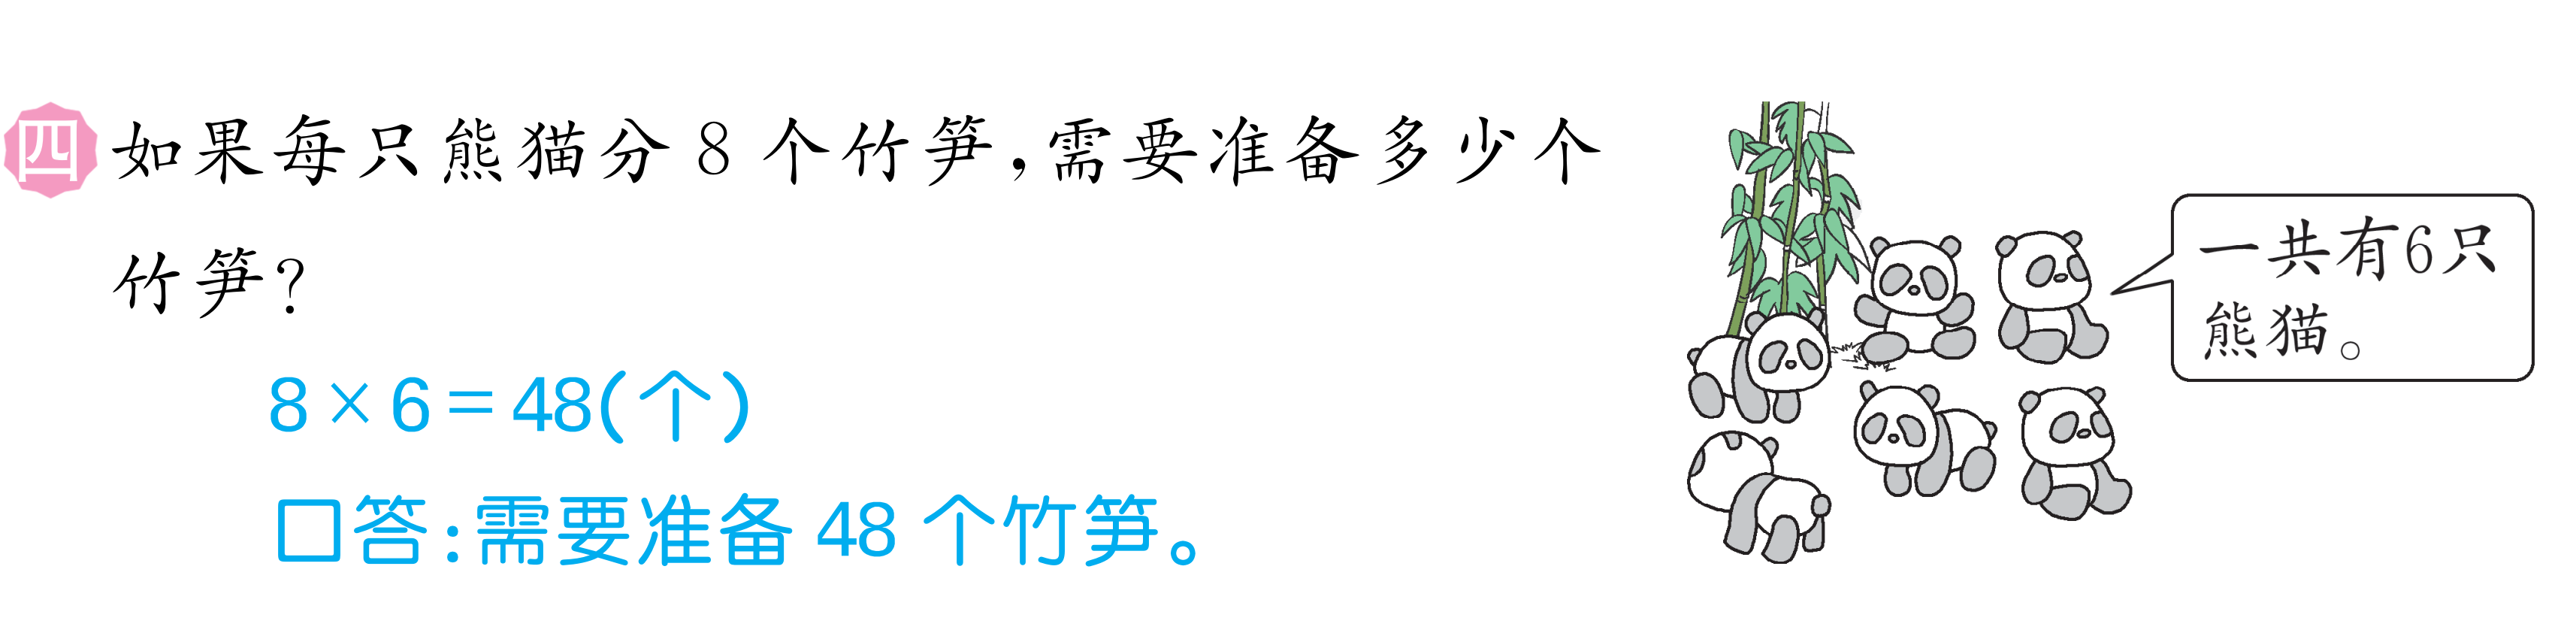 四 如果每只熊猫分 8 个竹笋,需要准备多少个
竹笋?
一共有6只
熊猫。
8×6=48(个)
口答:需要准备 48 个竹笋。